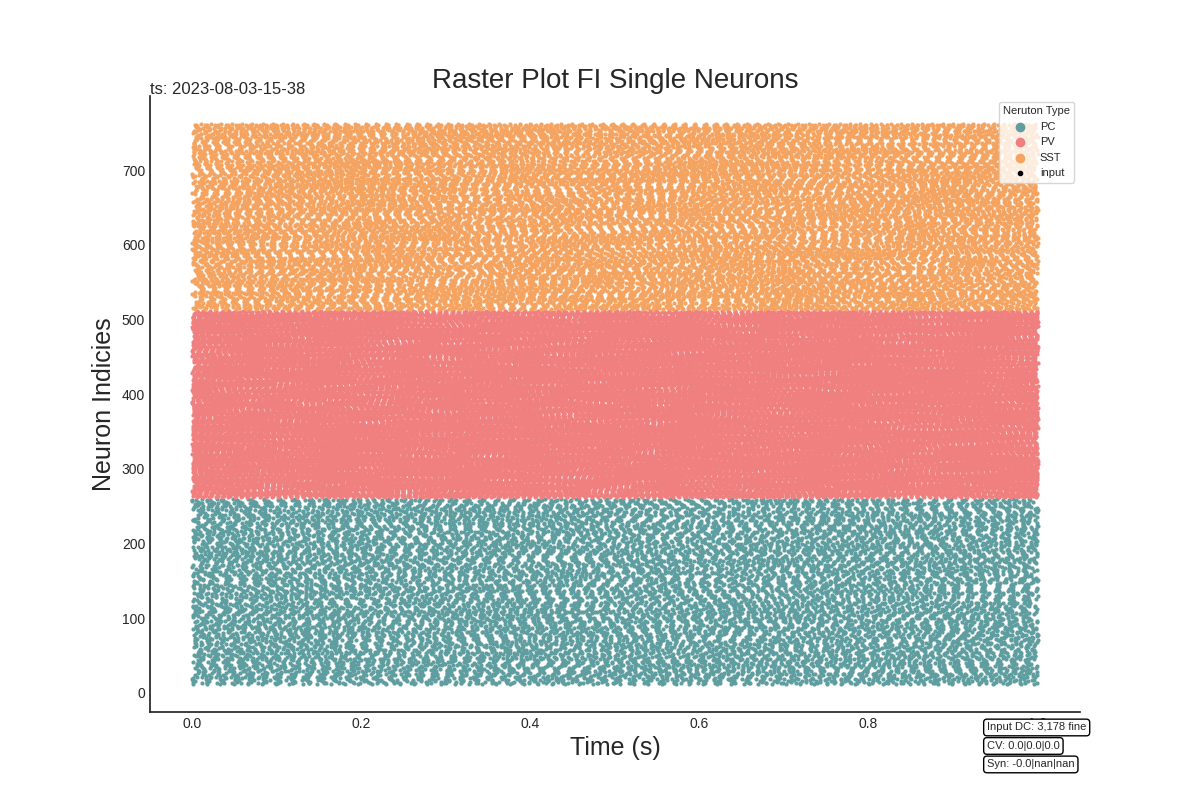 Raster Plot FI Single Neurons
ts: 2023-08-03-15-38
Neruton Type
PC
PV
SST
input
Neuron Indicies
700
600
500
400
300
200
100
0
0.0 0.2 0.4 0.6 0.8
Time (s)
Input DC: 3,178 fine
CV: 0.0|0.0|0.0
Syn: -0.0|nan|nan